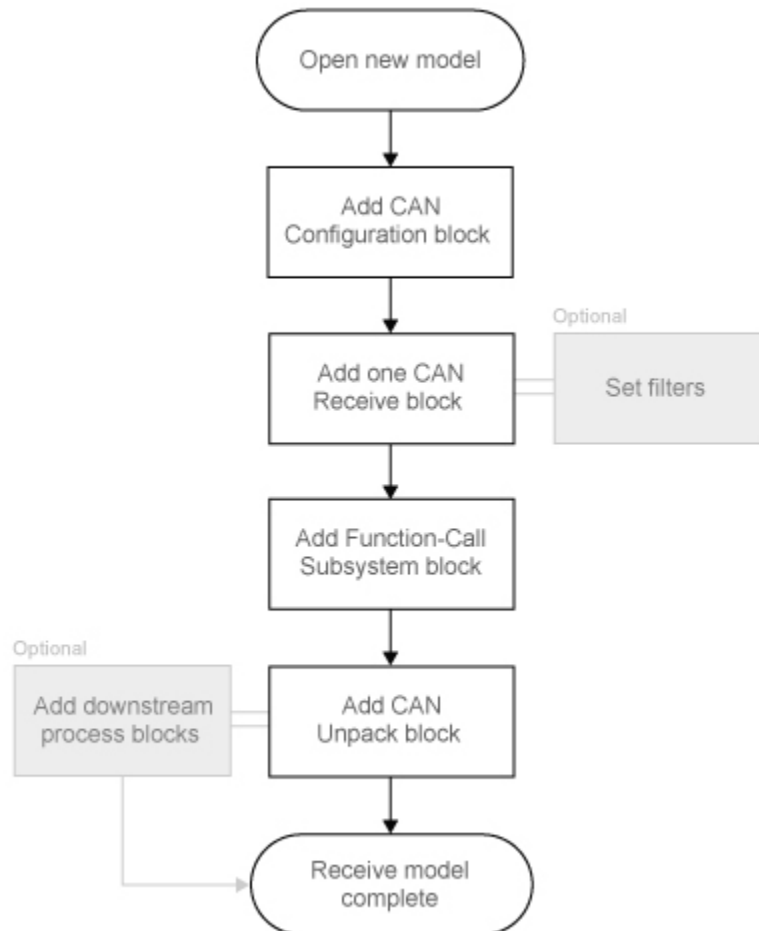 Open new model
Add CAN
Configuration block
Optional
Add one CAN
Receive block
Set filters
Add Function-Call
Subsystem block
Optional
Add downstream
process blocks
Add CAN
Unpack block
Receive model
complete